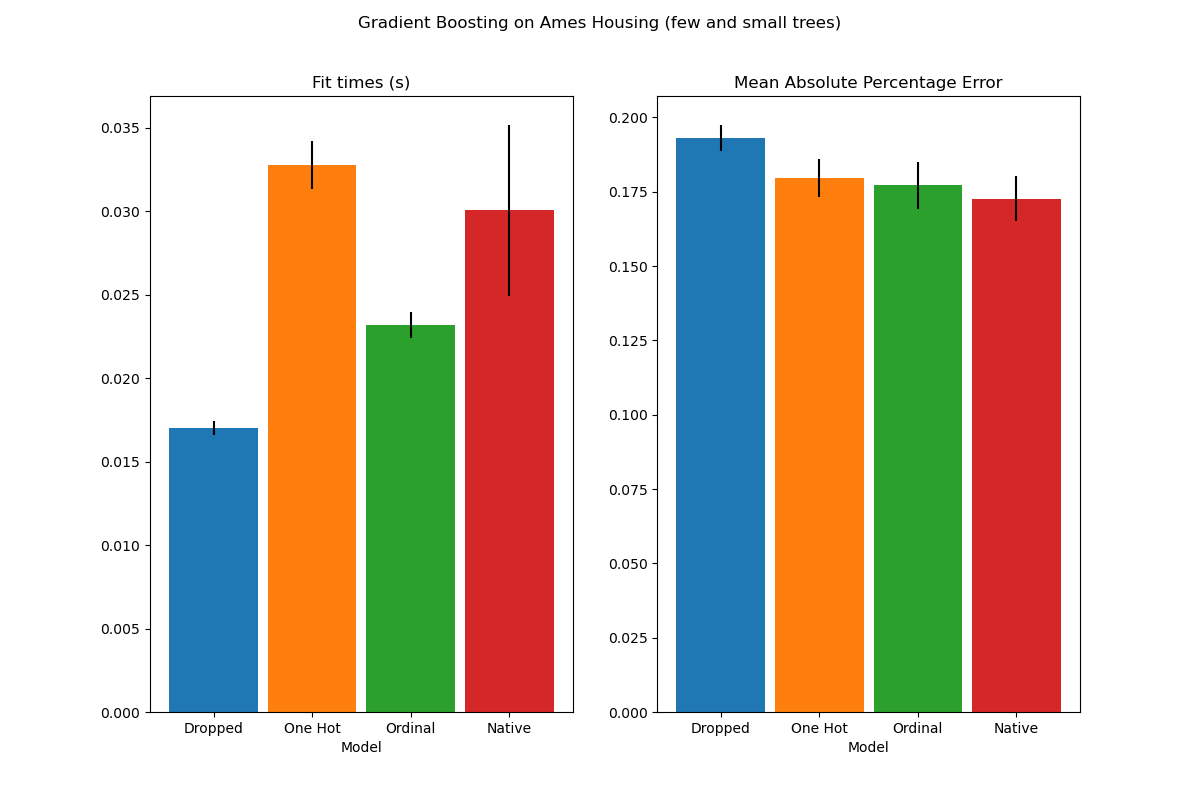 Gradient Boosting on Ames Housing (few and small trees)
Fit times (s)
0.035
0.030
0.025
0.020
0.015
0.010
0.005
0.000
Dropped
One Hot
Ordinal
Native
Model
Mean Absolute Percentage Error
0.200
0.175
0.150
0.125
0.100
0.075
0.050
0.025
0.000
Dropped
One Hot
Ordinal
Native
Model